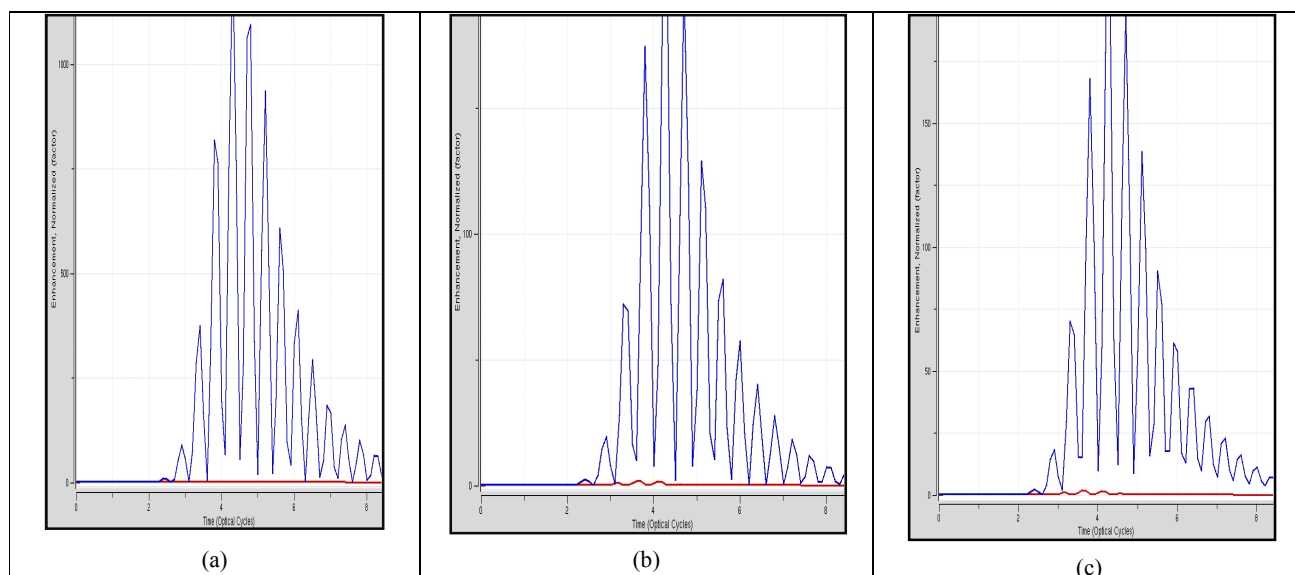 Enhancement, Normalized (factor)
1000
500
0
0
2
4
6
8
Time (Optical Cycles)
(a)
Enhancement, Normalized (factor)
100
0
0
2
4
6
8
Time (Optical Cycles)
(b)
Enhancement, Normalized (factor)
150
100
50
0
0
2
4
6
8
Time (Optical Cycles)
(c)